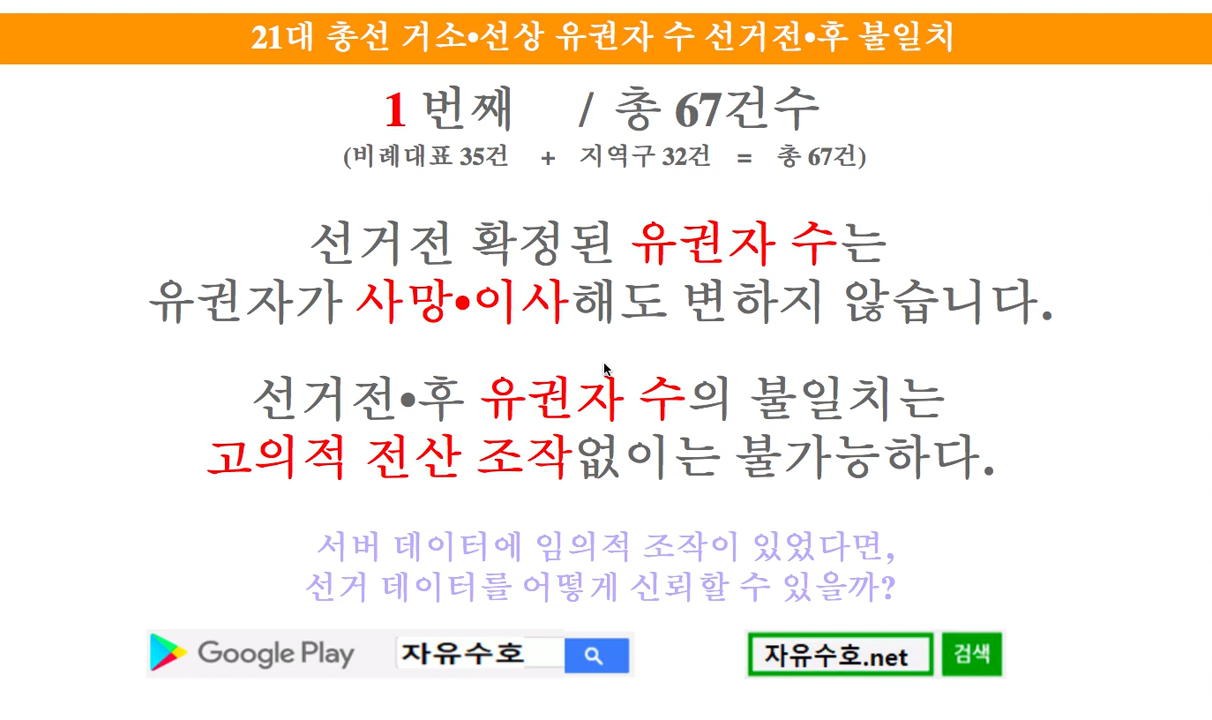 21대 총선 거소•선상 유권자 수 선거전•후 불일치
1 번째 / 총 67건수
(비례대표 35건 + 지역구 32건 = 총 67건)
선거전 확정된 유권자 수는
유권자가 사망•이사해도 변하지 않습니다.
선거전•후 유권자 수의 불일치는
고의적 전산 조작없이는 불가능하다.
서버 데이터에 임의적 조작이 있었다면,
선거 데이터를 어떻게 신뢰할 수 있을까?
Google Play 자유수호 자유수호.net 검색